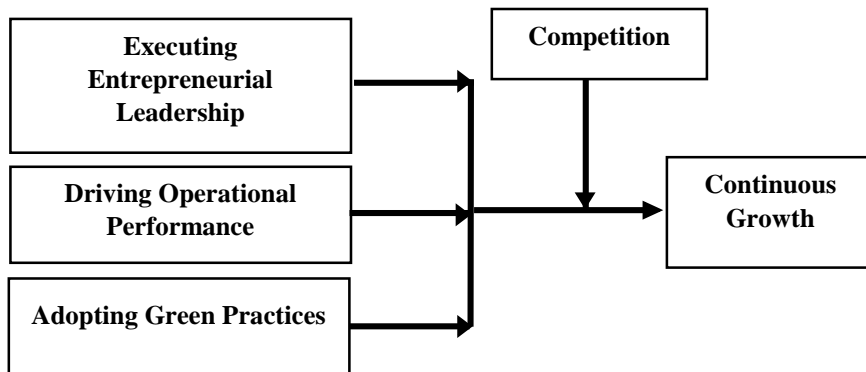 Executing
Entrepreneurial
Leadership
Competition
Driving Operational
Performance
Continuous
Growth
Adopting Green Practices